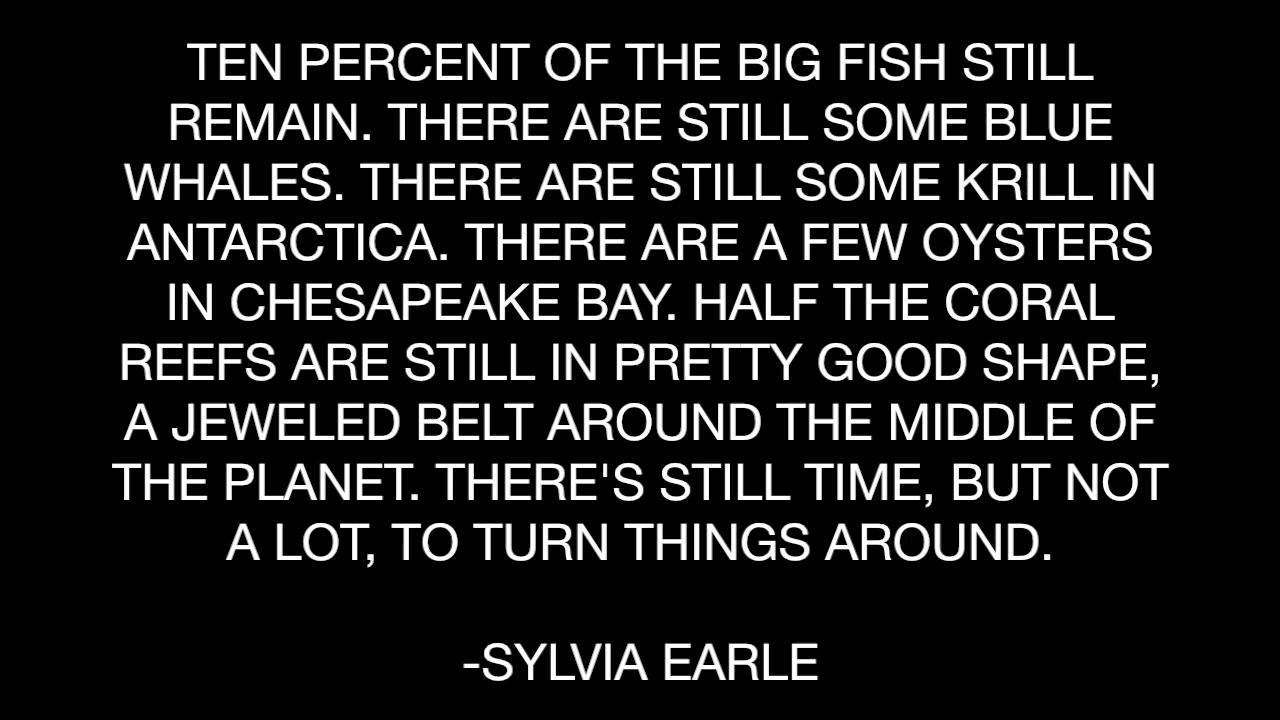 TEN PERCENT OF THE BIG FISH STILL
REMAIN. THERE ARE STILL SOME BLUE
WHALES. THERE ARE STILL SOME KRILL IN
ANTARCTICA. THERE ARE A FEW OYSTERS
IN CHESAPEAKE BAY. HALF THE CORAL
REEFS ARE STILL IN PRETTY GOOD SHAPE,
A JEWELED BELT AROUND THE MIDDLE OF
THE PLANET. THERE'S STILL TIME, BUT NOT
A LOT, TO TURN THINGS AROUND.
-SYLVIA EARLE